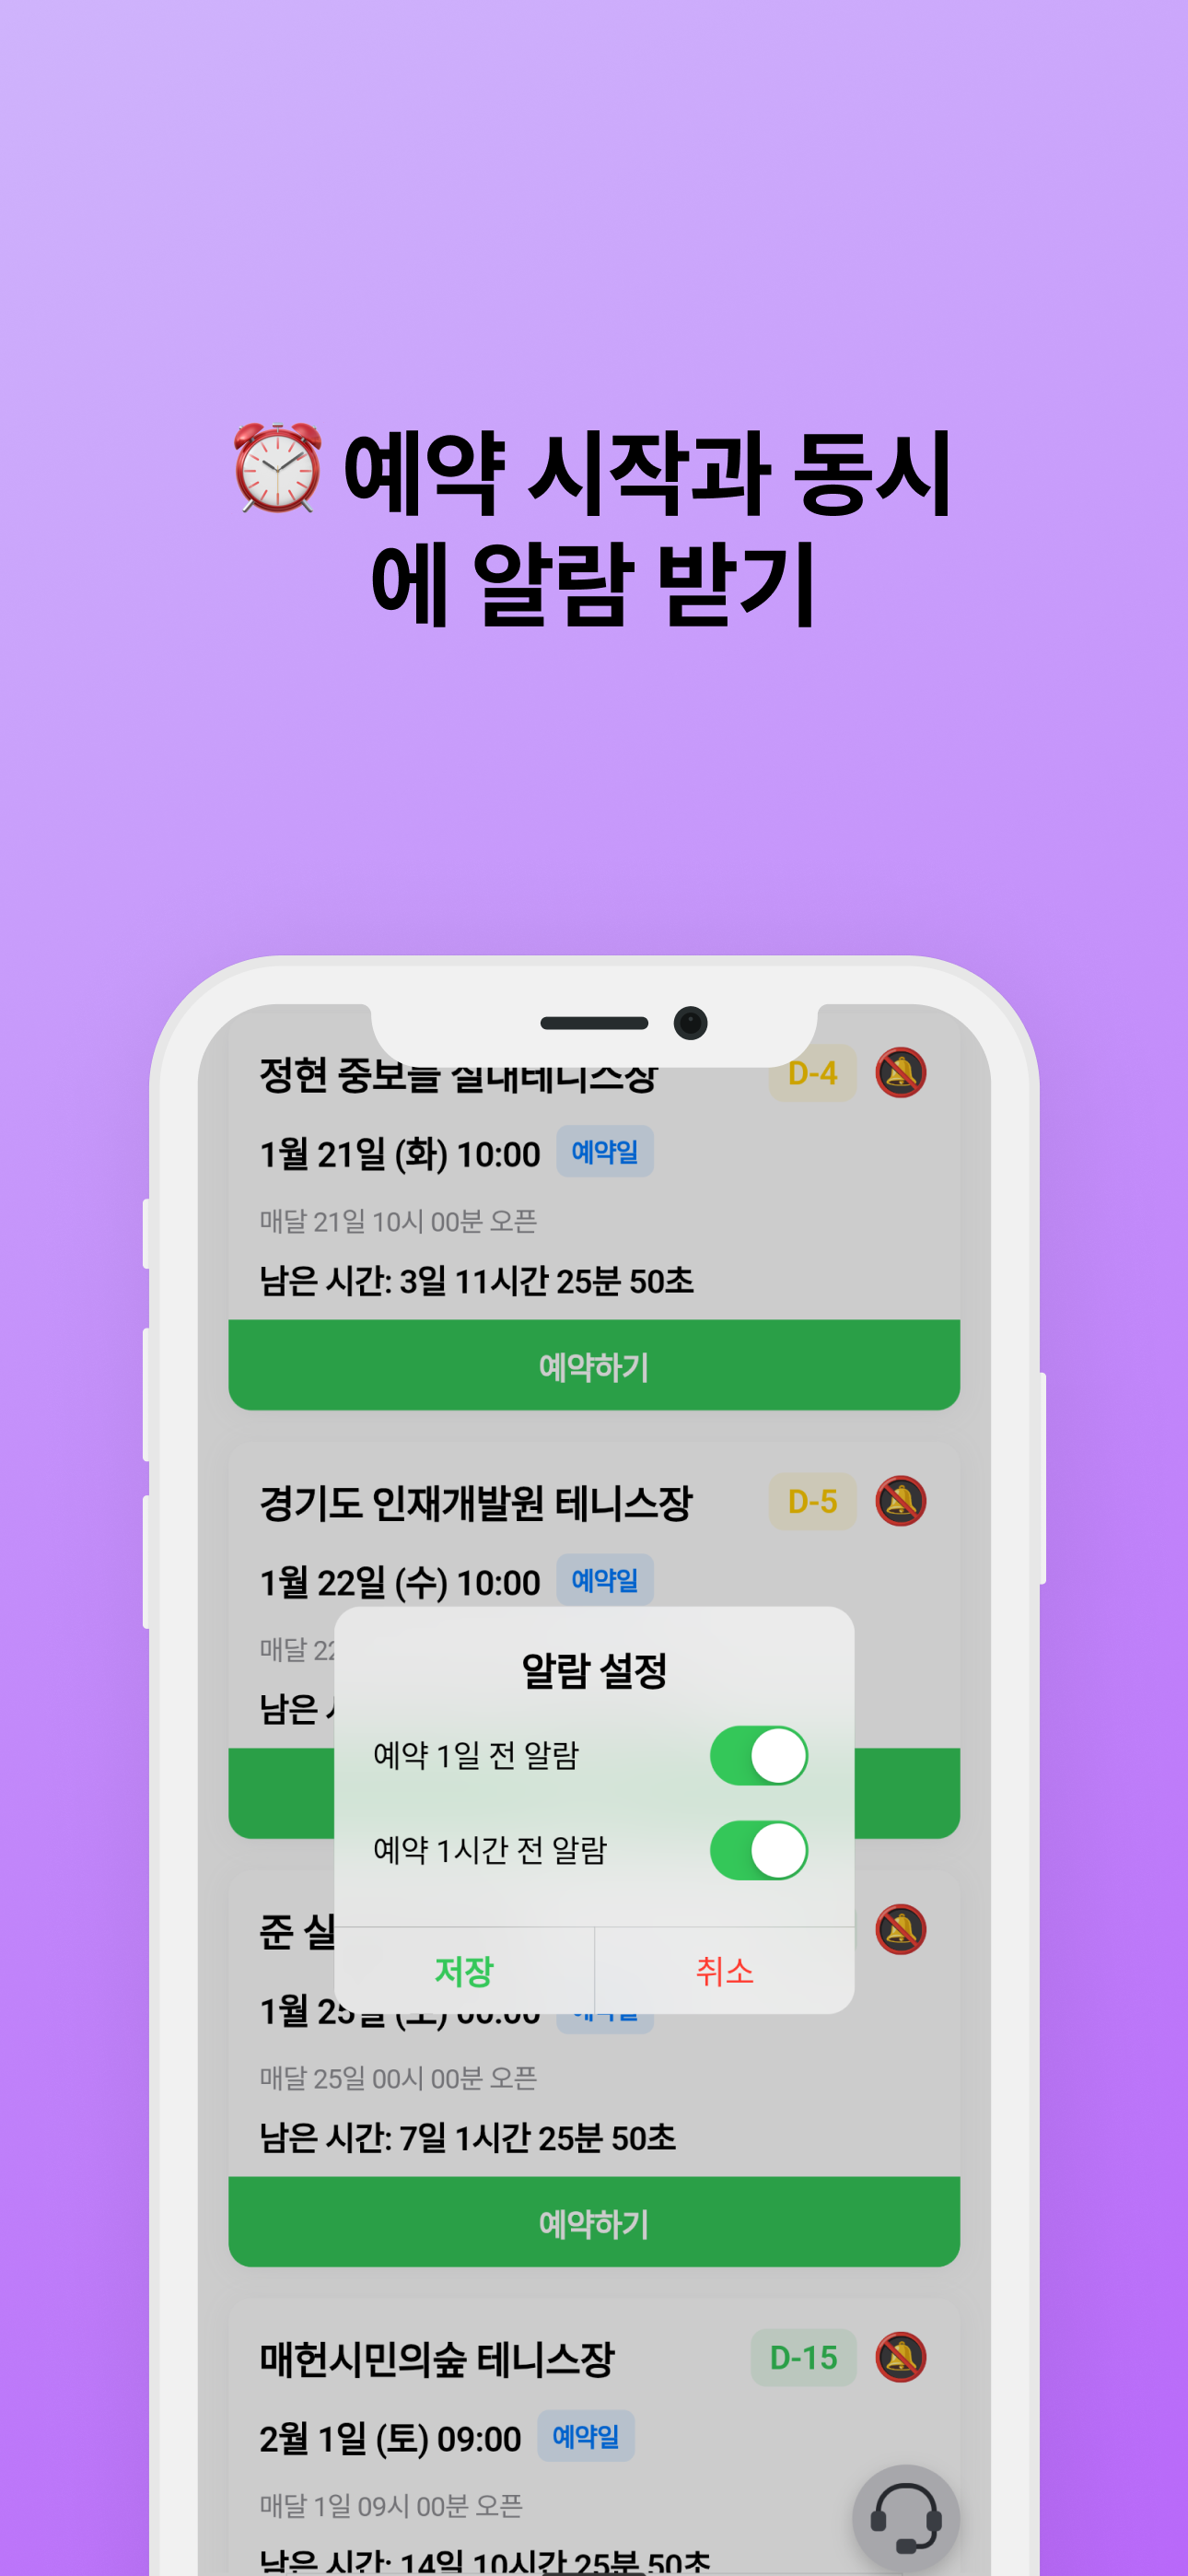 ⏰ 예약 시작과 동시
에 알람 받기
정현 중보들 실내테니스장 D-4
1월 21일 (화) 10:00 예약일
매달 21일 10시 00분 오픈
남은 시간: 3일 11시간 25분 50초
예약하기
경기도 인재개발원 테니스장 D-5
1월 22일 (수) 10:00 예약일
매달 22
남은
알람 설정
예약 1일 전 알람
예약 1시간 전 알람
저장 취소
준 실
1월 25일 (토) 00:00 예약일
매달 25일 00시 00분 오픈
남은 시간: 7일 1시간 25분 50초
예약하기
매헌시민의숲 테니스장 D-15
2월 1일 (토) 09:00 예약일
매달 1일 09시 00분 오픈
남은 시간: 14일 10시간 25분 50초